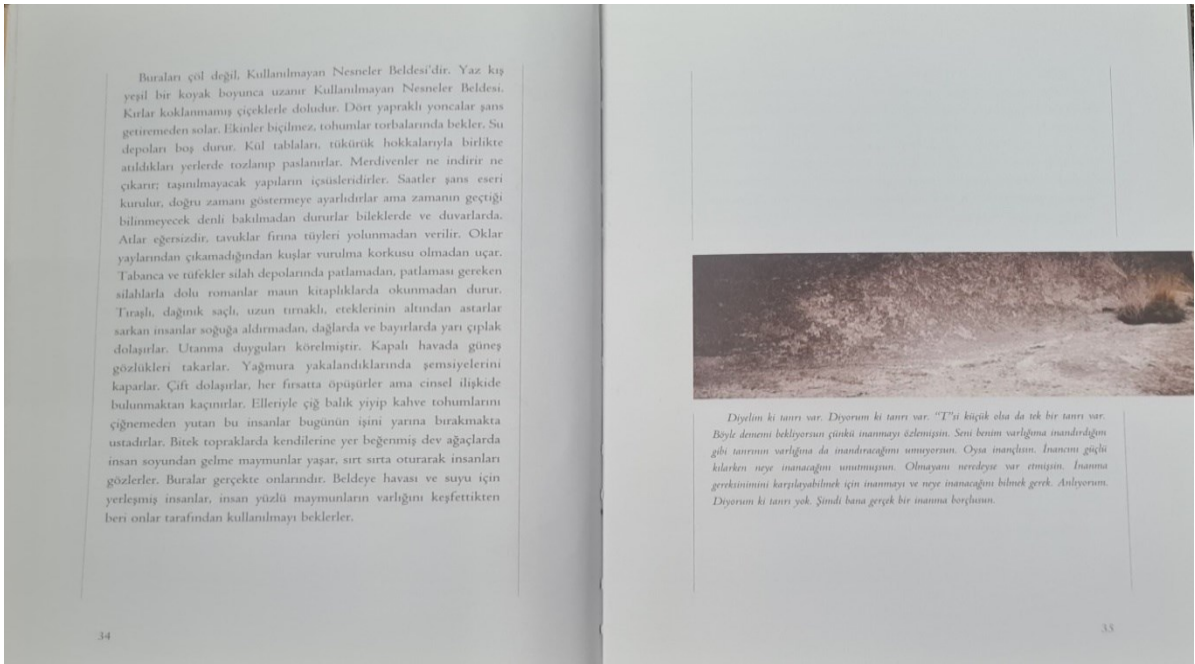 Buraları çöl değil, Kullanılmayan Nesneler Beldesi'dir. Yaz kış
yeşil bir koyak boyunca uzanır Kullanılmayan Nesneler Beldesi.
Kırlar koklanmamış çiçeklerle doludur. Dört yapraklı yoncalar şans
getiremeden solar. Ekinler biçilmez, tohumlar torbalarında bekler. Su
depoları boş durur. Kül tablaları, tükürük hokkalarıyla birlikte
atıldıkları yerlerde tozlanıp paslanırlar. Merdivenler ne indirir ne
çıkarır; taşınılmayacak yapıların içsüsleridirler. Saatler şans eseri
kurulur, doğru zamanı göstermeye ayarlıdırlar ama zamanın geçtiği
bilinmeyecek denli bakılmadan dururlar bileklerde ve duvarlarda.
Atlar eğersizdir, tavuklar fırına tüyleri yolunmadan verilir. Oklar
yaylarından çıkamadığından kuşlar vurulma korkusu olmadan uçar.
Tabanca ve tüfekler silah depolarında patlamadan, patlaması gereken
silahlarla dolu romanlar maun kitaplıklarda okunmadan durur.
Tıraşlı, dağınık saçlı, uzun tırnaklı, eteklerinin altından astarlar
sarkan insanlar soğuğa aldırmadan, dağlarda ve bayırlarda yarı çıplak
dolaşırlar. Utanma duyguları körelmiştir. Kapalı havada güneş
gözlükleri takarlar. Yağmura yakalandıklarında şemsiyelerini
kaparlar. Çift dolaşırlar, her fırsatta öpüşürler ama cinsel ilişkide
bulunmaktan kaçınırlar. Elleriyle çiğ balık yiyip kahve tohumlarını
çiğnemeden yutan bu insanlar bugünün işini yarına bırakmakta
ustadırlar. Bitek topraklarda kendilerine yer beğenmiş dev ağaçlarda
insan soyundan gelme maymunlar yaşar, sırt sırta oturarak insanları
gözlerler. Buralar gerçekte onlarındır. Beldeye havası ve suyu için
yerleşmiş insanlar, insan yüzlü maymunların varlığını keşfettikten
beri onlar tarafından kullanılmayı beklerler.
34
Diyelim ki tanrı var. Diyorum ki tanrı var. "T"si küçük olsa da tek bir tanrı var.
Böyle dememi bekliyorsun çünkü inanmayı özlemişsin. Seni benim varlığıma inandırdığım
gibi tanrının varlığına da inandıracağımı umuyorsun. Oysa inançlısın. İnancını güçlü
kılarken neye inanacağını unutmuşsun. Olmayanı neredeyse var etmişsin. İnanma
gereksinimini karşılayabilmek için inanmayı ve neye inanacağını bilmek gerek. Anlıyorum.
Diyorum ki tanrı yok. Şimdi bana gerçek bir inanma borçlusun.
35